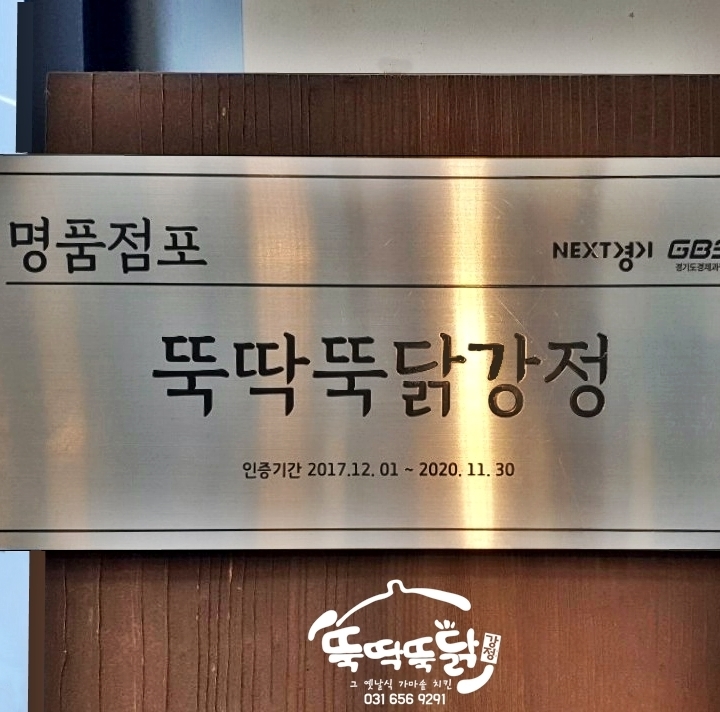 명품점포
NEXT경기 GBS
경기도경제과
뚝딱뚝닭강정
인증기간 2017.12. 01 ~ 2020. 11. 30
뚝딱뚝닭 강정
그 옛날식 가마솥 치킨
031 656 9291